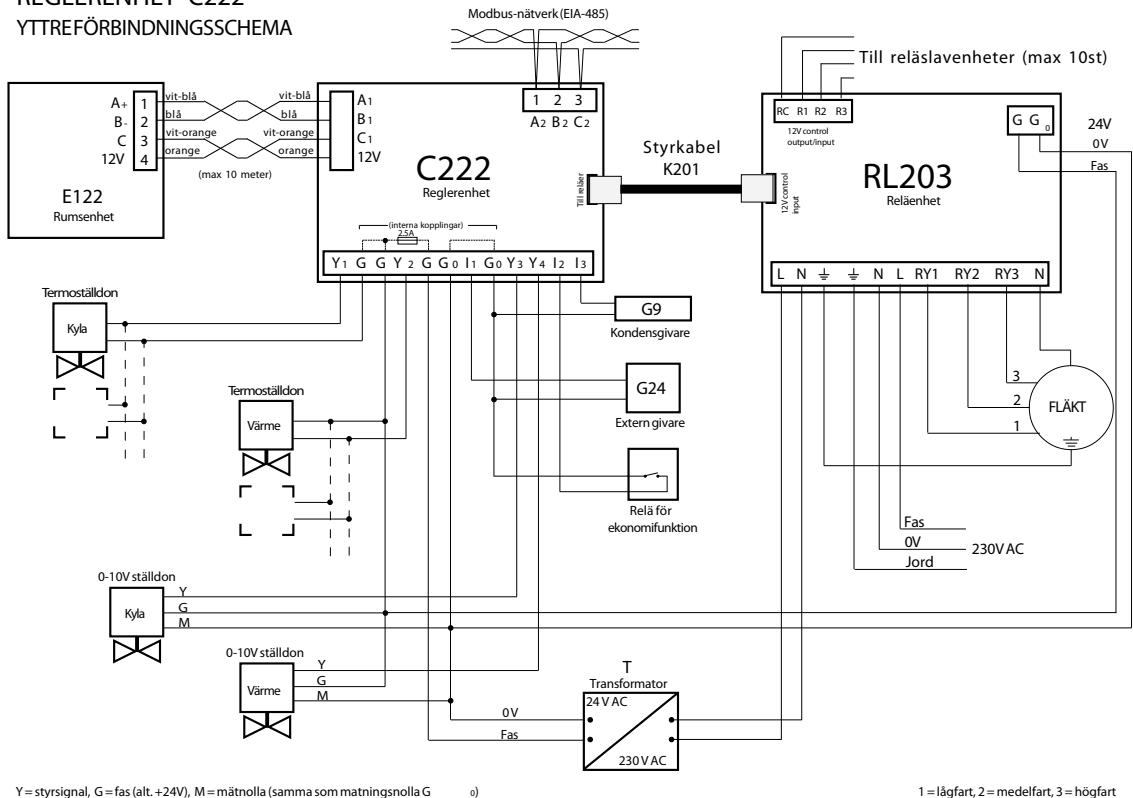 REGLERENHET C222
YTTREFÖRBINDNINGSSCHEMA
Modbus-nätverk (EIA-485)
Till reläslavenheter (max 10st)
A+ 1 vit-blå vit-blå A1
B- 2 blå blå B1
C 3 vit-orange vit-orange C1
12V 4 orange orange 12V
(max 10 meter)
E122
Rumsenhet
1 2 3
A2 B2 C2
C222
Reglerenhet
Till reläer
(interna kopplingar)
2.5A
Y1 G G Y2 G G0 I1 G0 Y3 Y4 I2 I3
Styrkabel
K201
RC R1 R2 R3
12V control
output/input
G G0
24V
0V
Fas
RL203
Reläenhet
12V control
input
L N N L RY1 RY2 RY3 N
Termoställdon
Kyla
Termoställdon
Värme
G9
Kondensgivare
G24
Extern givare
Relä för
ekonomifunktion
3
2
1
FLÄKT
Fas
0V
Jord
230V AC
0-10V ställdon
Kyla
Y
G
M
0-10V ställdon
Värme
Y
G
M
T
Transformator
24 V AC
230 V AC
0V
Fas
Y = styrsignal, G = fas (alt. +24V), M = mätnolla (samma som matningsnolla G 0)
1 = lågfart, 2 = medelfart, 3 = högfart